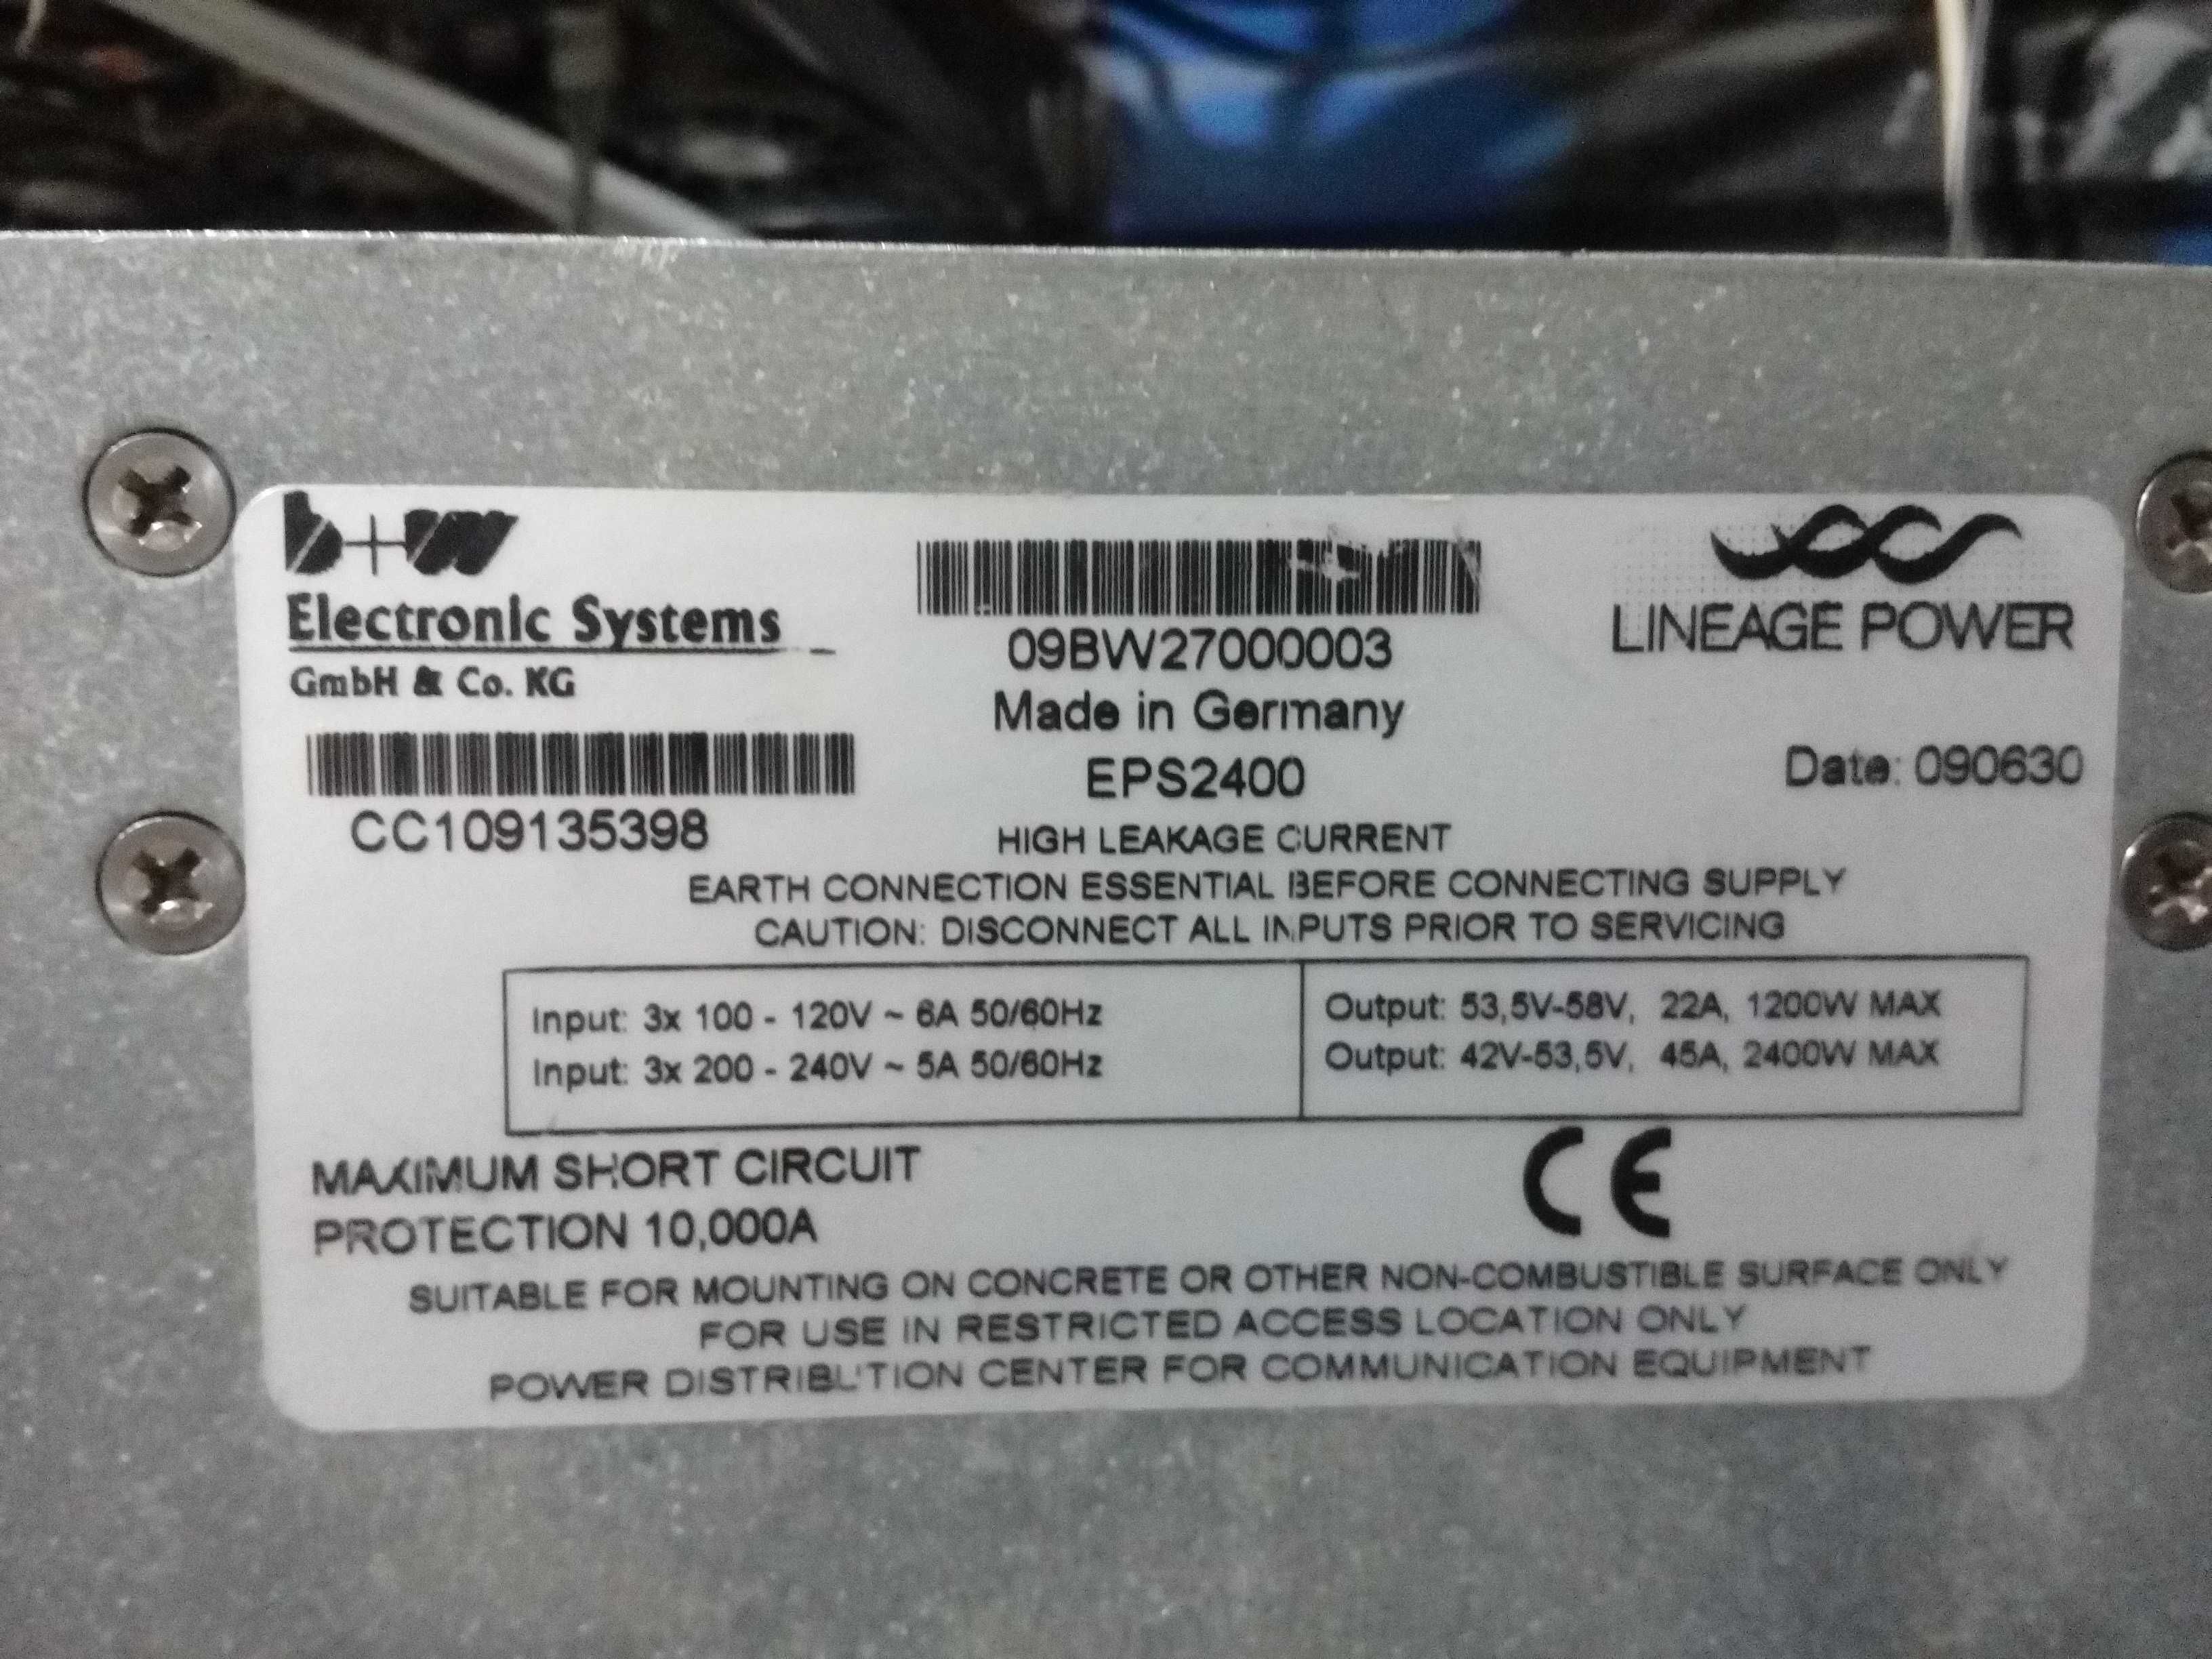 b+w
Electronic Systems
GmbH & Co. KG
CC109135398
09BW27000003
Made in Germany
EPS2400
LINEAGE POWER
Date: 090630
HIGH LEAKAGE CURRENT
EARTH CONNECTION ESSENTIAL BEFORE CONNECTING SUPPLY
CAUTION: DISCONNECT ALL INPUTS PRIOR TO SERVICING
Input: 3x 100 - 120V ~ 6A 50/60Hz
Input: 3x 200 - 240V ~ 5A 50/60Hz
Output: 53,5V-58V, 22A, 1200W MAX
Output: 42V-53,5V, 45A, 2400W MAX
MAXIMUM SHORT CIRCUIT
PROTECTION 10,000A
CE
SUITABLE FOR MOUNTING ON CONCRETE OR OTHER NON-COMBUSTIBLE SURFACE ONLY
FOR USE IN RESTRICTED ACCESS LOCATION ONLY
POWER DISTRIBUTION CENTER FOR COMMUNICATION EQUIPMENT